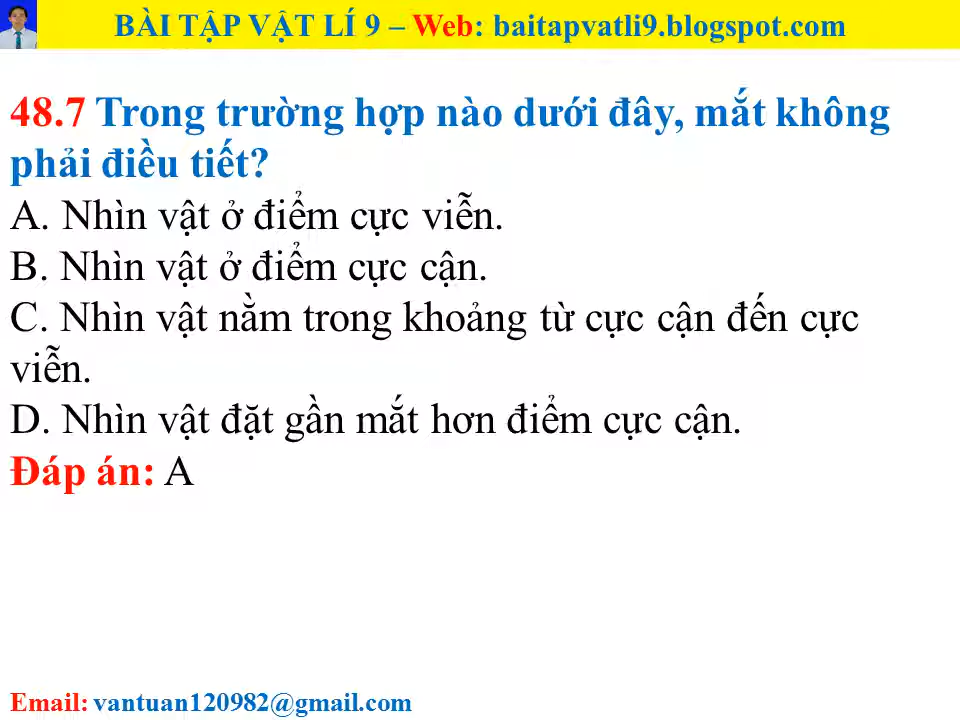 BÀI TẬP VẬT LÍ 9 – Web: baitapvatli9.blogspot.com
48.7 Trong trường hợp nào dưới đây, mắt không
phải điều tiết?
A. Nhìn vật ở điểm cực viễn.
B. Nhìn vật ở điểm cực cận.
C. Nhìn vật nằm trong khoảng từ cực cận đến cực
viễn.
D. Nhìn vật đặt gần mắt hơn điểm cực cận.
Đáp án: A
Email: vantuan120982@gmail.com